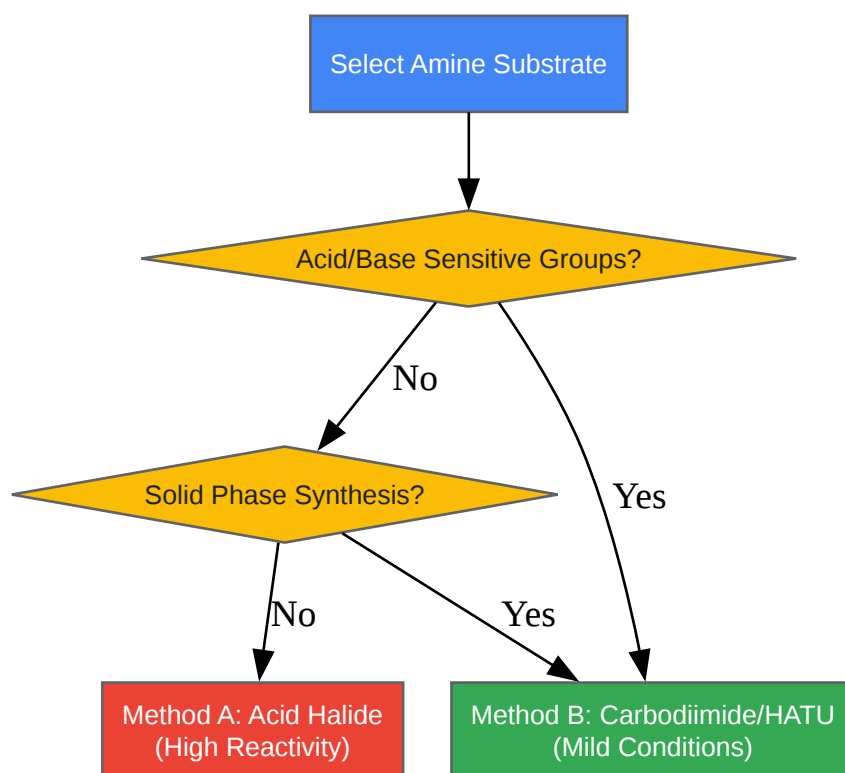 Select Amine Substrate
Acid/Base Sensitive Groups?
No
Solid Phase Synthesis?
Yes
No
Yes
Method A: Acid Halide
(High Reactivity)
Method B: Carbodiimide/HATU
(Mild Conditions)